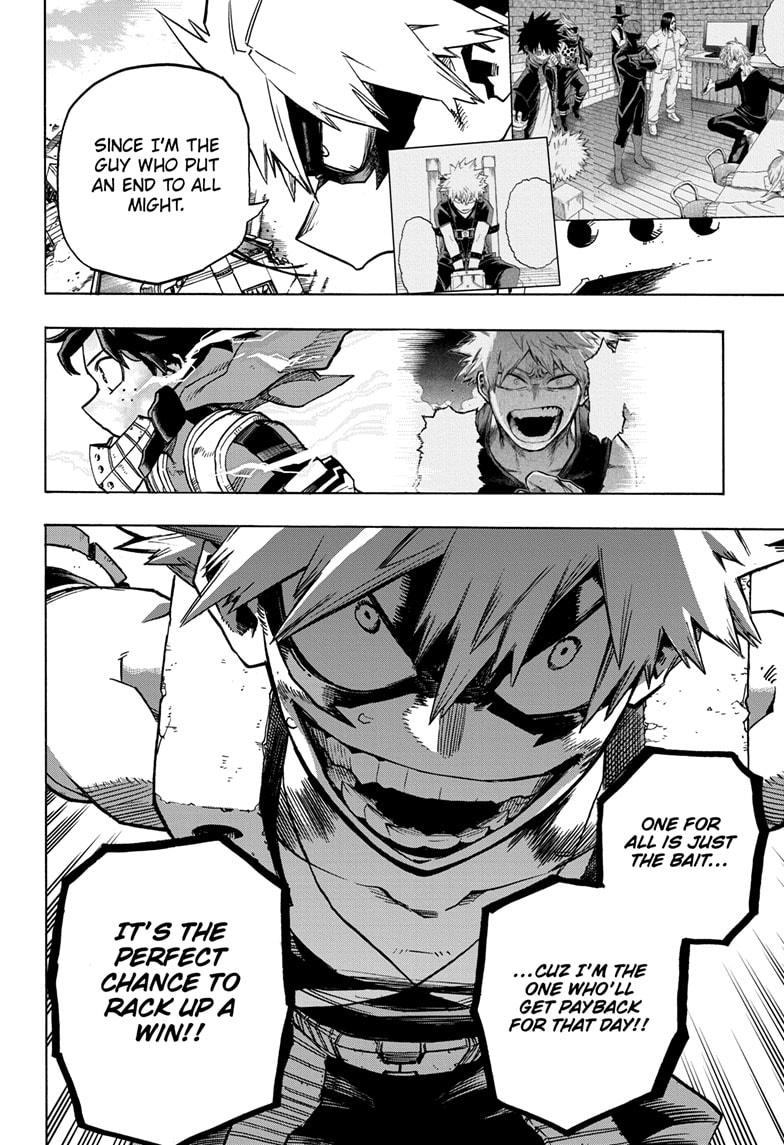 SINCE I'M THE
GUY WHO PUT
AN END TO ALL
MIGHT.
ONE FOR
ALL IS JUST
THE BAIT...
...CUZ I'M THE
ONE WHO'LL
GET PAYBACK
FOR THAT DAY!!
IT'S THE
PERFECT
CHANCE TO
RACK UP A
WIN!!